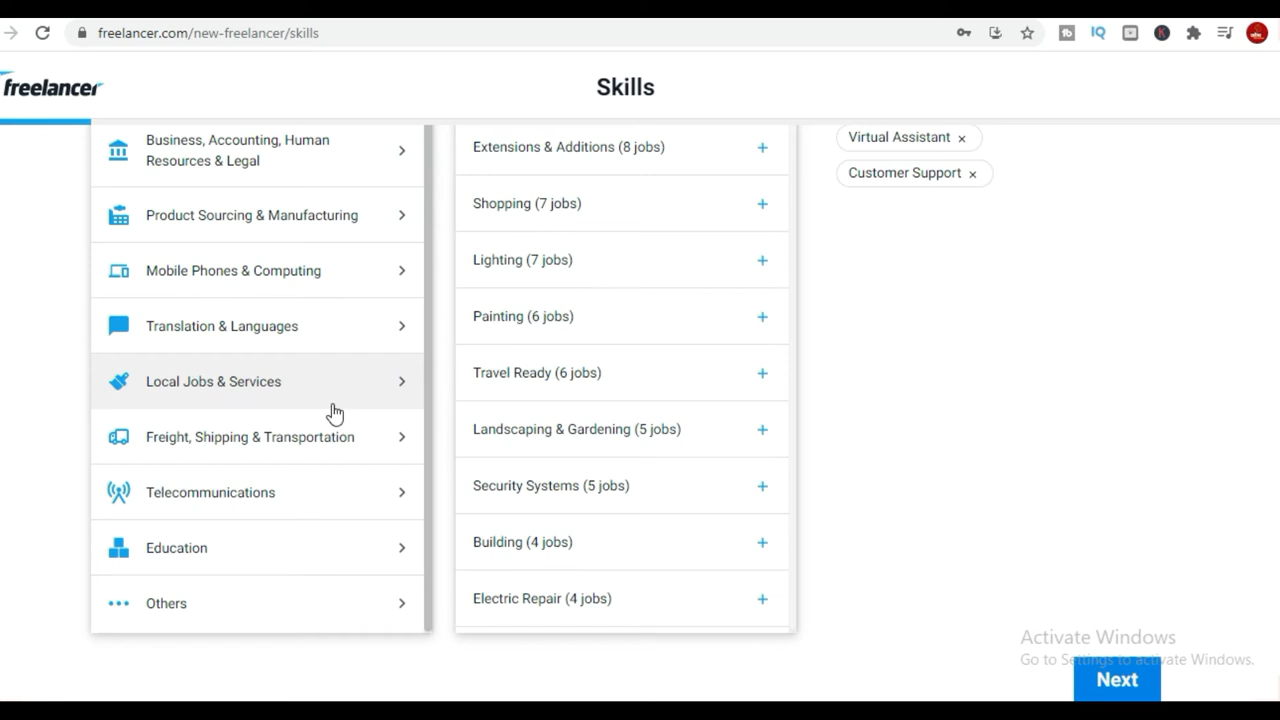 freelancer.com/new-freelancer/skills
freelancer
Skills
Business, Accounting, Human
Resources & Legal
Product Sourcing & Manufacturing
Mobile Phones & Computing
Translation & Languages
Local Jobs & Services
Freight, Shipping & Transportation
Telecommunications
Education
Others
Extensions & Additions (8 jobs)
Shopping (7 jobs)
Lighting (7 jobs)
Painting (6 jobs)
Travel Ready (6 jobs)
Landscaping & Gardening (5 jobs)
Security Systems (5 jobs)
Building (4 jobs)
Electric Repair (4 jobs)
Virtual Assistant ×
Customer Support ×
Activate Windows
Go to Settings to activate Windows.
Next